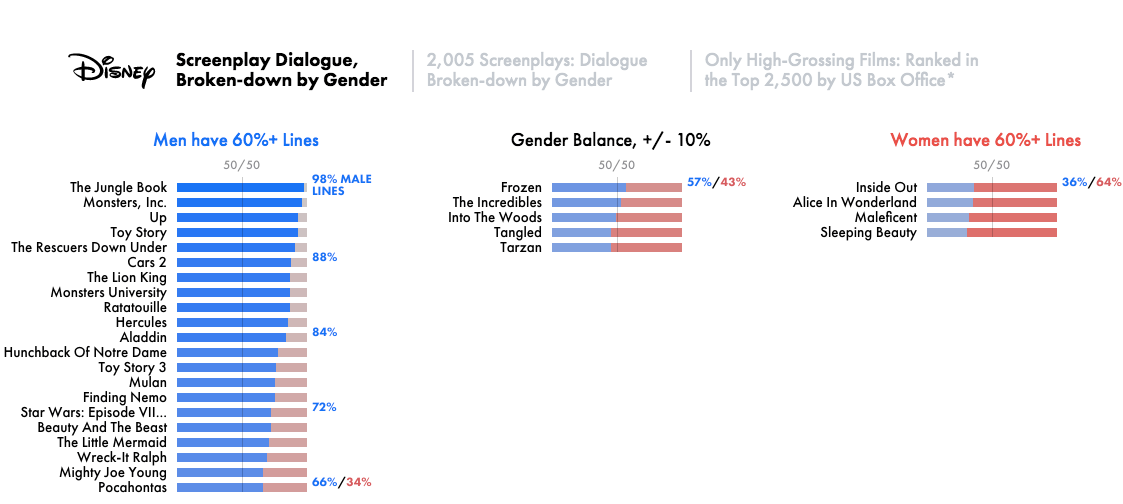 Disney
Screenplay Dialogue,
Broken-down by Gender
2,005 Screenplays: Dialogue
Broken-down by Gender
Only High-Grossing Films: Ranked in
the Top 2,500 by US Box Office*
Men have 60%+ Lines
50/50
The Jungle Book
98% MALE
LINES
Monsters, Inc.
Up
Toy Story
The Rescuers Down Under
Cars 2
88%
The Lion King
Monsters University
Ratatouille
Hercules
Aladdin
84%
Hunchback Of Notre Dame
Toy Story 3
Mulan
Finding Nemo
Star Wars: Episode VII...
72%
Beauty And The Beast
The Little Mermaid
Wreck-It Ralph
Mighty Joe Young
Pocahontas
66%/34%
Gender Balance, +/- 10%
50/50
Frozen
57%/43%
The Incredibles
Into The Woods
Tangled
Tarzan
Women have 60%+ Lines
50/50
Inside Out
36%/64%
Alice In Wonderland
Maleficent
Sleeping Beauty